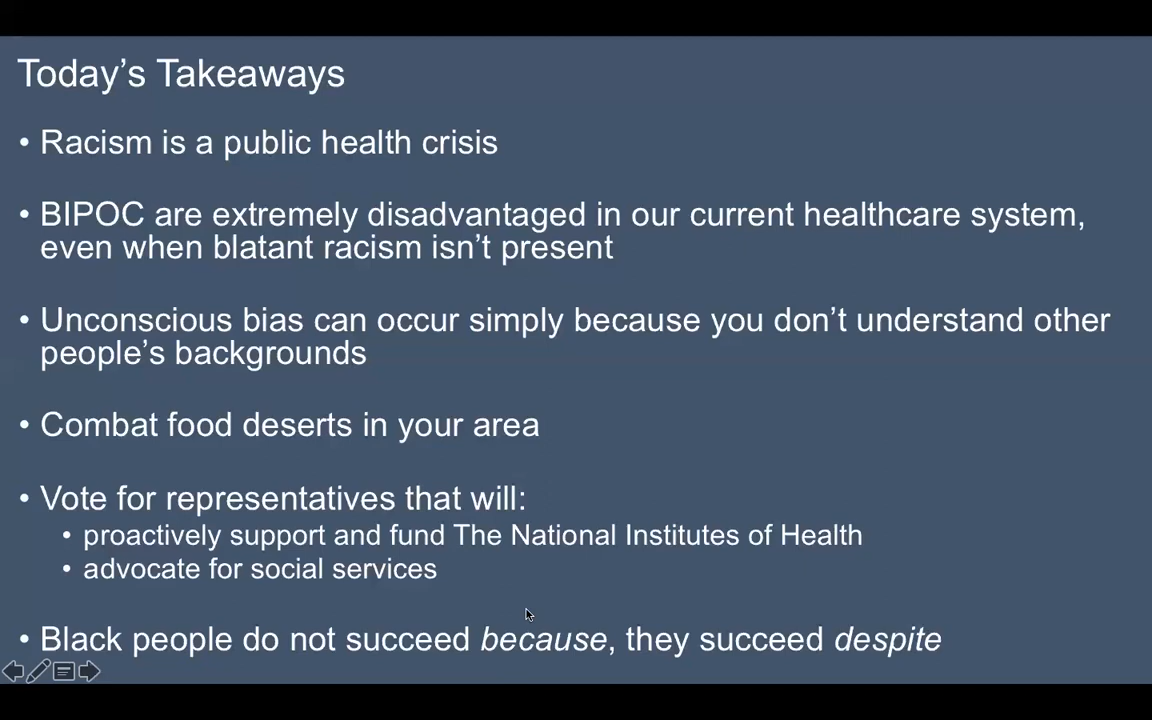 Today’s Takeaways
• Racism is a public health crisis
• BIPOC are extremely disadvantaged in our current healthcare system,
even when blatant racism isn’t present
• Unconscious bias can occur simply because you don’t understand other
people’s backgrounds
• Combat food deserts in your area
• Vote for representatives that will:
• proactively support and fund The National Institutes of Health
• advocate for social services
• Black people do not succeed because, they succeed despite